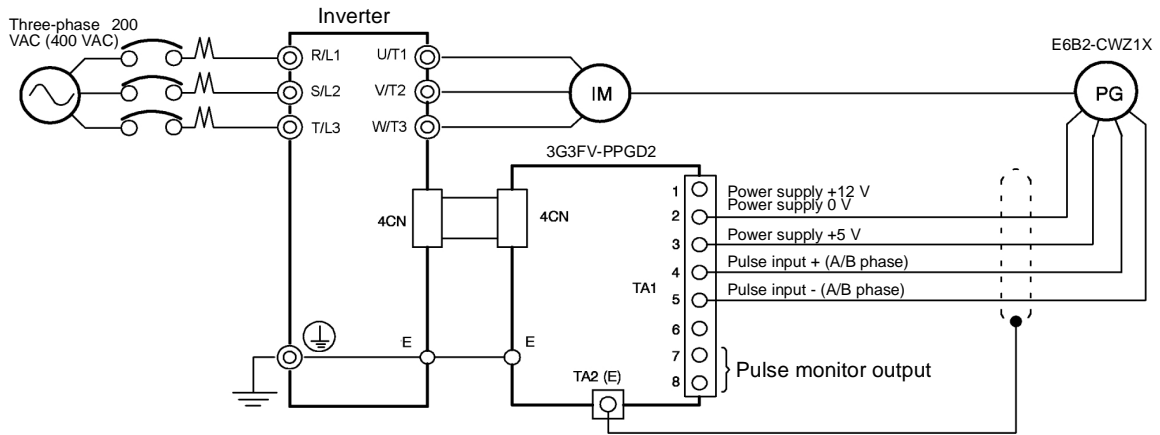 Three-phase 200
VAC (400 VAC)
Inverter
E6B2-CWZ1X
R/L1
U/T1
S/L2
V/T2
IM
PG
T/L3
W/T3
3G3FV-PPGD2
1
Power supply +12 V
2
Power supply 0 V
4CN
4CN
3
Power supply +5 V
4
Pulse input + (A/B phase)
TA1
5
Pulse input - (A/B phase)
6
E
E
7
Pulse monitor output
TA2 (E)
8